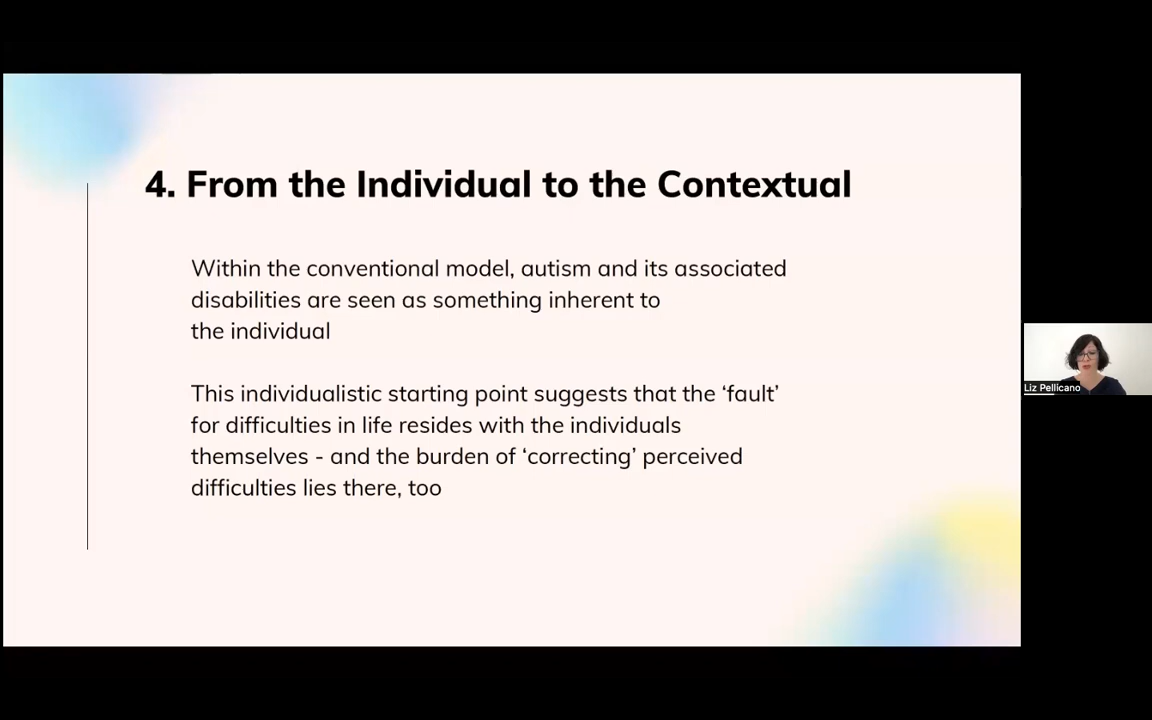 4. From the Individual to the Contextual
Within the conventional model, autism and its associated
disabilities are seen as something inherent to
the individual
This individualistic starting point suggests that the ‘fault’
for difficulties in life resides with the individuals
themselves - and the burden of ‘correcting’ perceived
difficulties lies there, too
Liz Pellicano